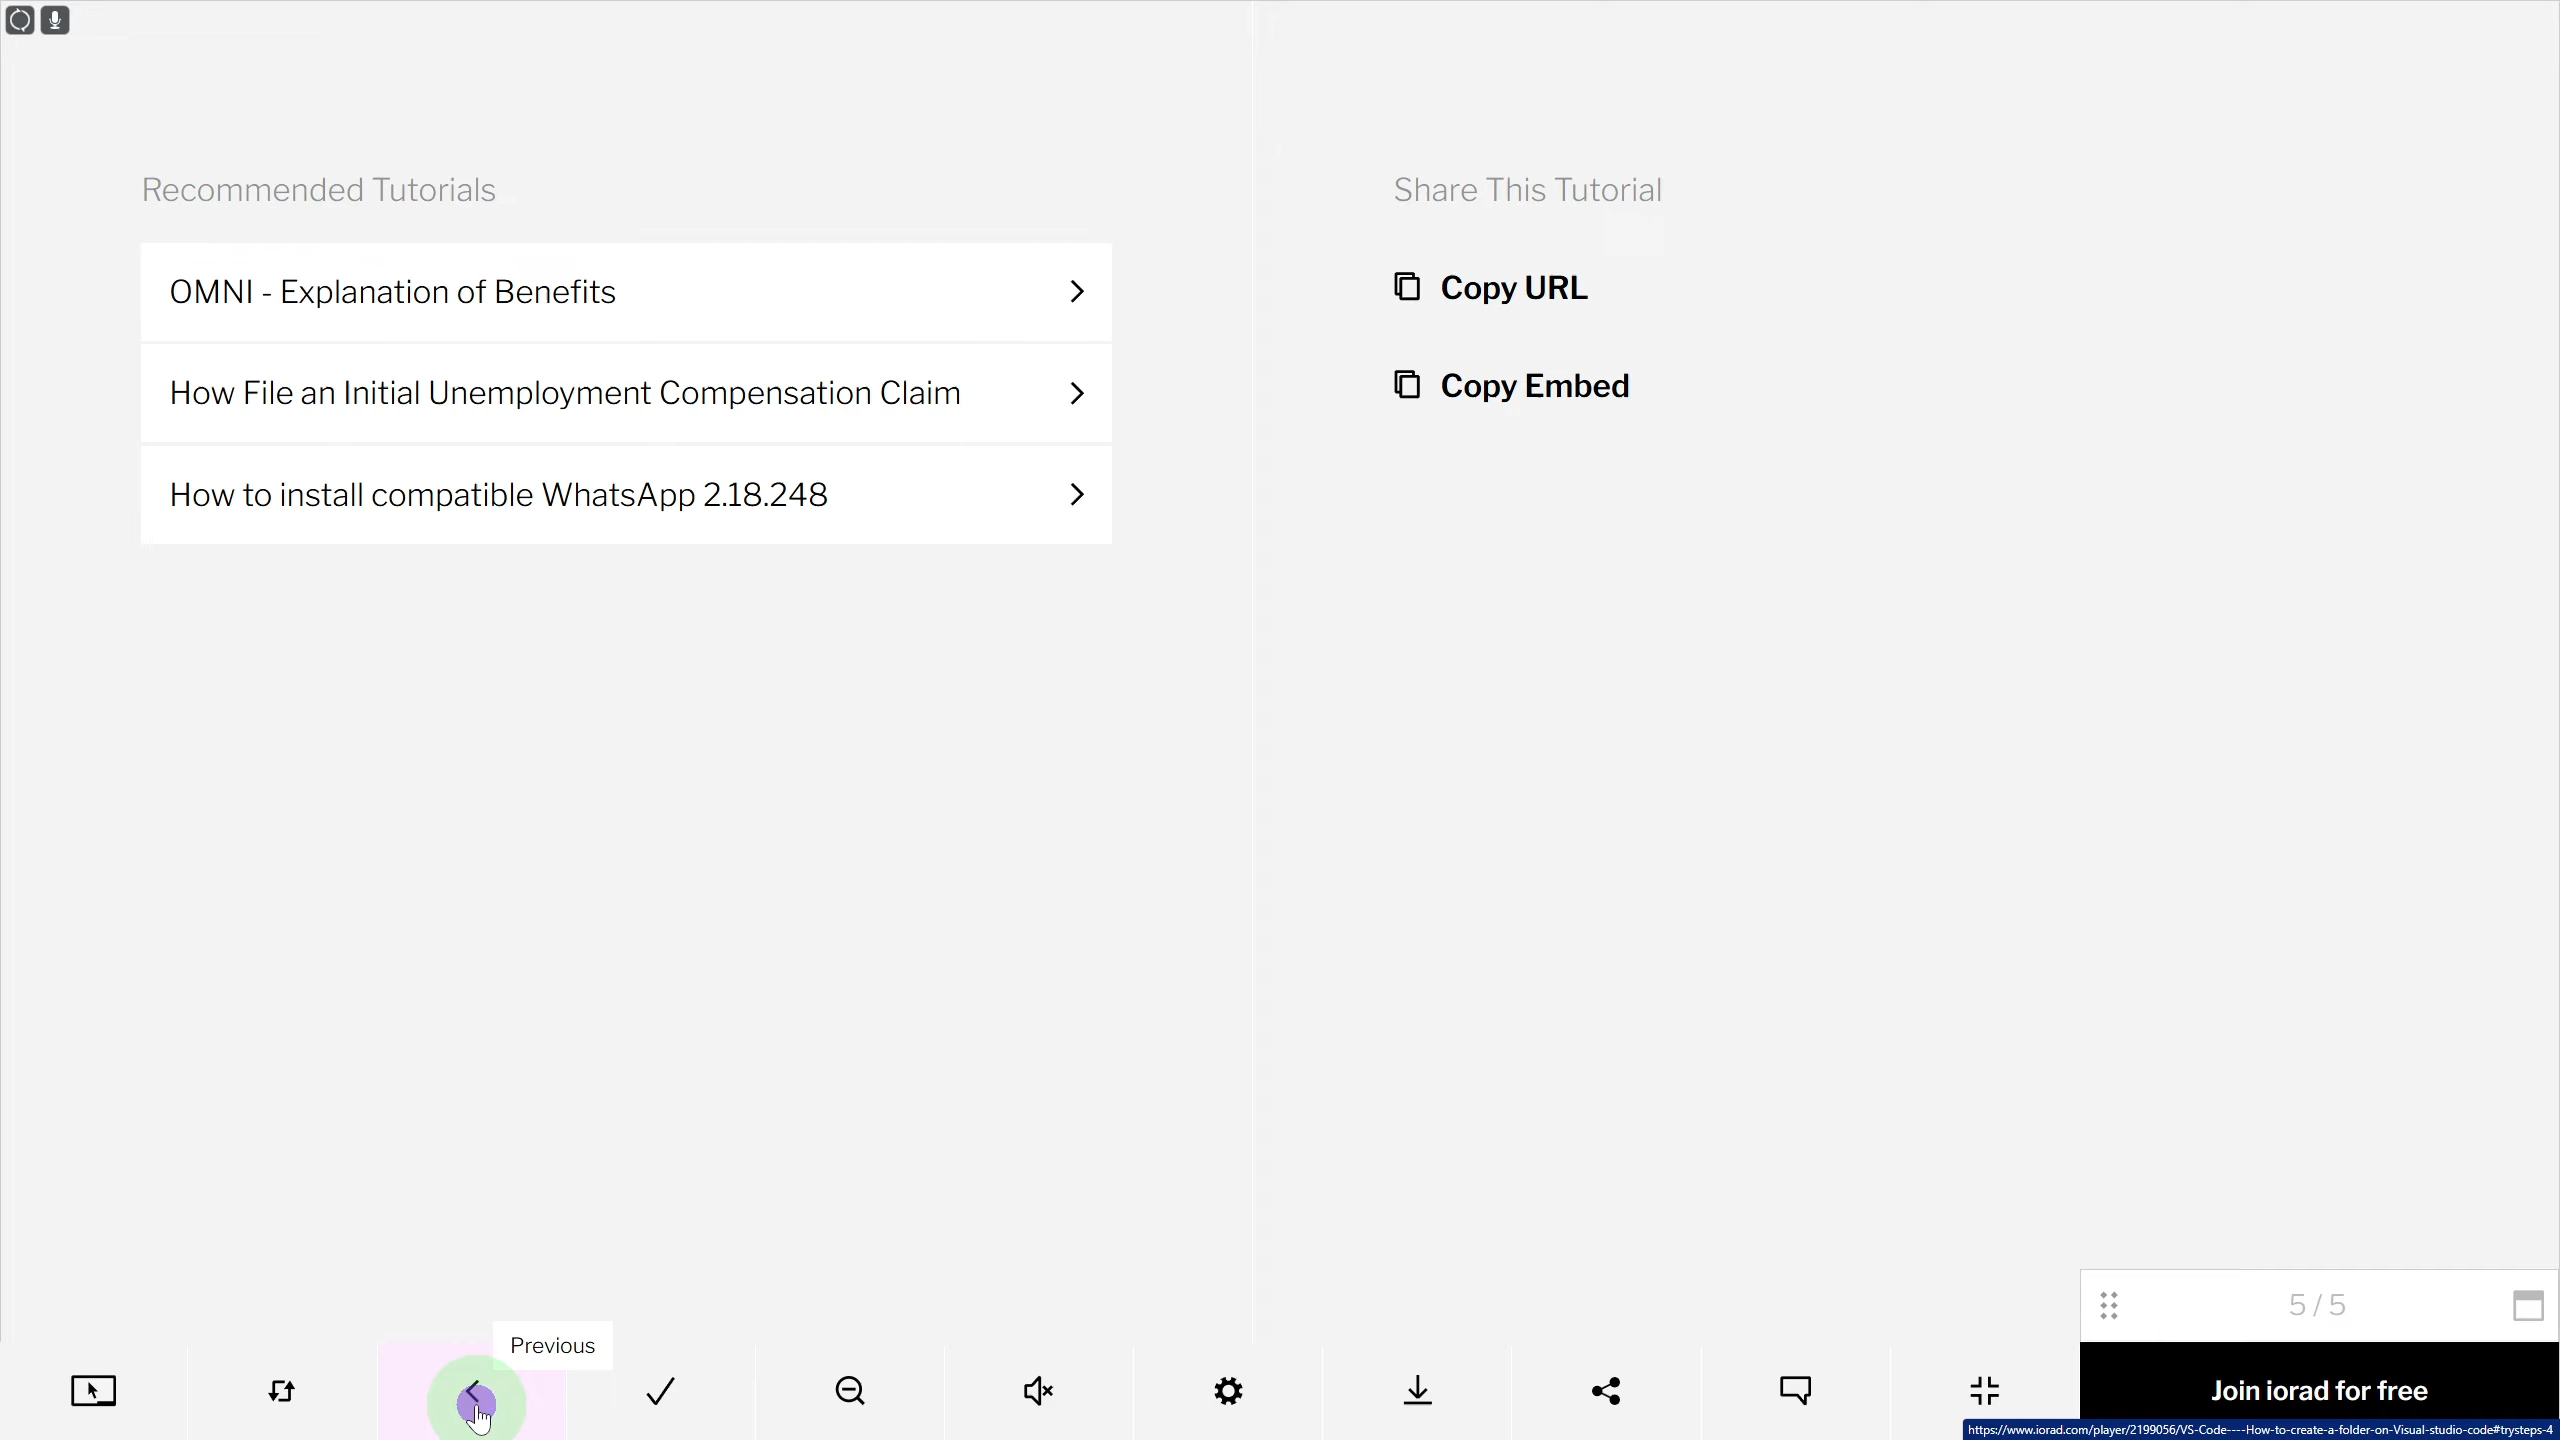 Recommended Tutorials
OMNI - Explanation of Benefits
How File an Initial Unemployment Compensation Claim
How to install compatible WhatsApp 2.18.248
Share This Tutorial
Copy URL
Copy Embed
Previous
5 / 5
Join iorad for free
https://www.iorad.com/player/2199056/VS-Code----How-to-create-a-folder-on-Visual-studio-code#trysteps-4